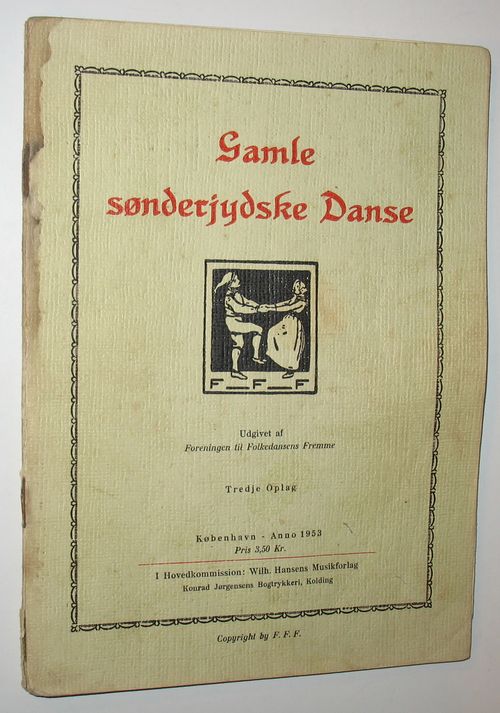 Gamle
sønderjydske Danse
F–F–F
Udgivet af
Foreningen til Folkedansens Fremme
Tredje Oplag
København - Anno 1953
Pris 3,50 Kr.
I Hovedkommission: Wilh. Hansens Musikforlag
Konrad Jørgensens Bogtrykkeri, Kolding
Copyright by F. F. F.